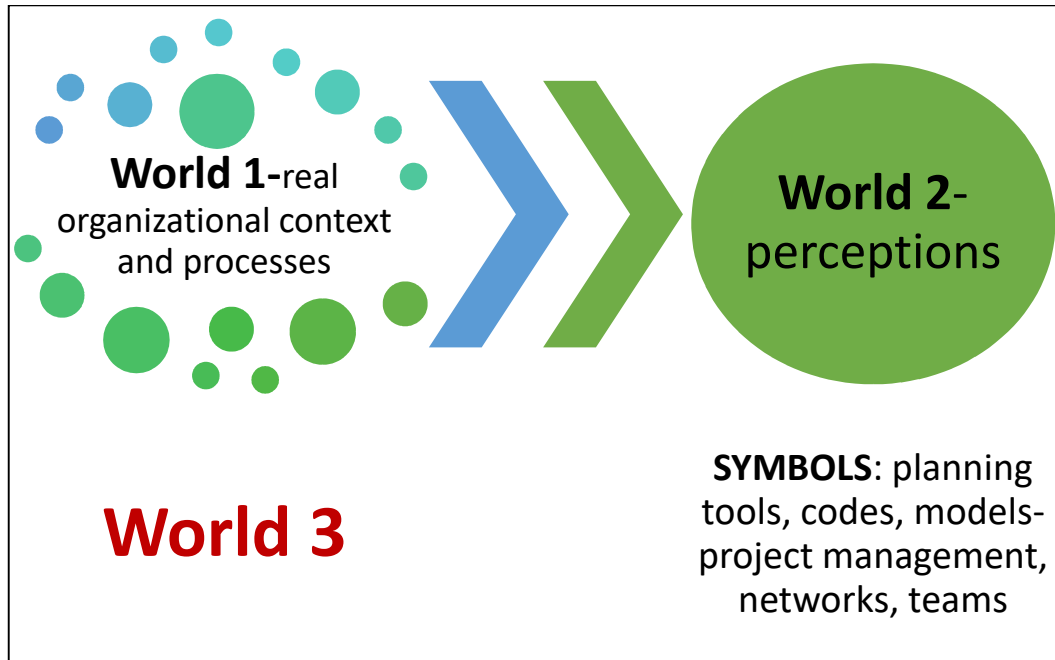 World 1-real
organizational context
and processes
World 2-
perceptions
World 3
SYMBOLS: planning
tools, codes, models-
project management,
networks, teams